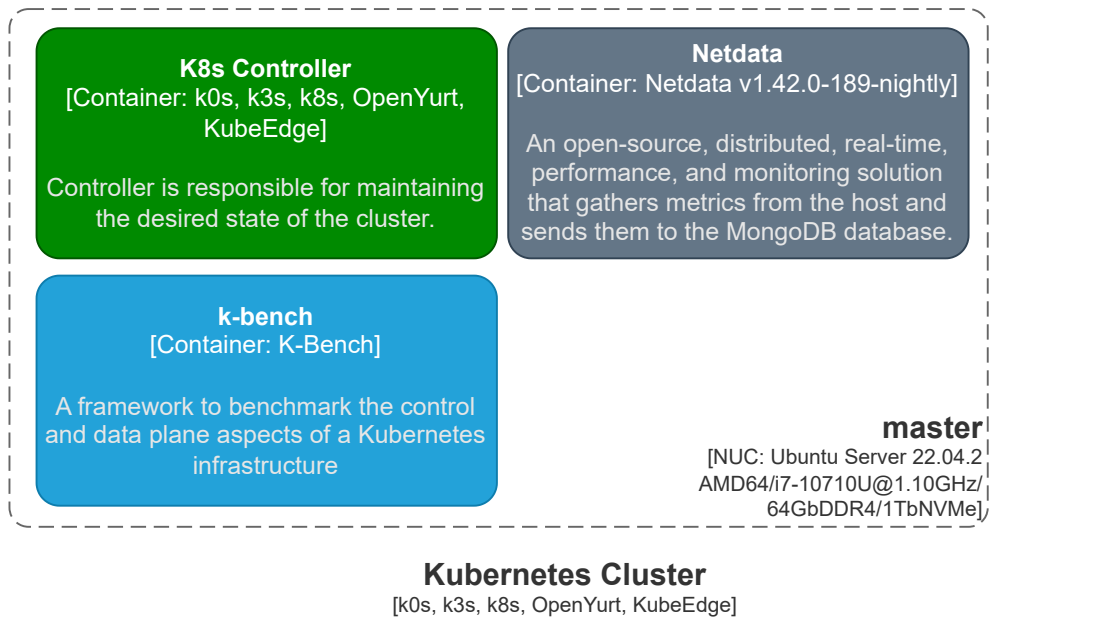 K8s Controller
[Container: k0s, k3s, k8s, OpenYurt,
KubeEdge]
Controller is responsible for maintaining
the desired state of the cluster.
Netdata
[Container: Netdata v1.42.0-189-nightly]
An open-source, distributed, real-time,
performance, and monitoring solution
that gathers metrics from the host and
sends them to the MongoDB database.
k-bench
[Container: K-Bench]
A framework to benchmark the control
and data plane aspects of a Kubernetes
infrastructure
master
[NUC: Ubuntu Server 22.04.2
AMD64/i7-10710U@1.10GHz/
64GbDDR4/1TbNVMe]
Kubernetes Cluster
[k0s, k3s, k8s, OpenYurt, KubeEdge]